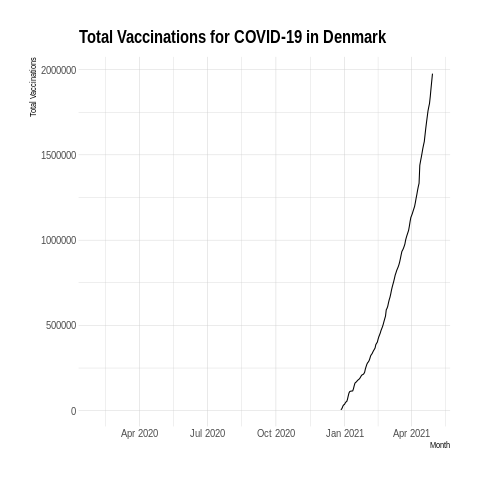 Total Vaccinations for COVID-19 in Denmark
Total Vaccinations
2000000
1500000
1000000
500000
0
Apr 2020 Jul 2020 Oct 2020 Jan 2021 Apr 2021
Month